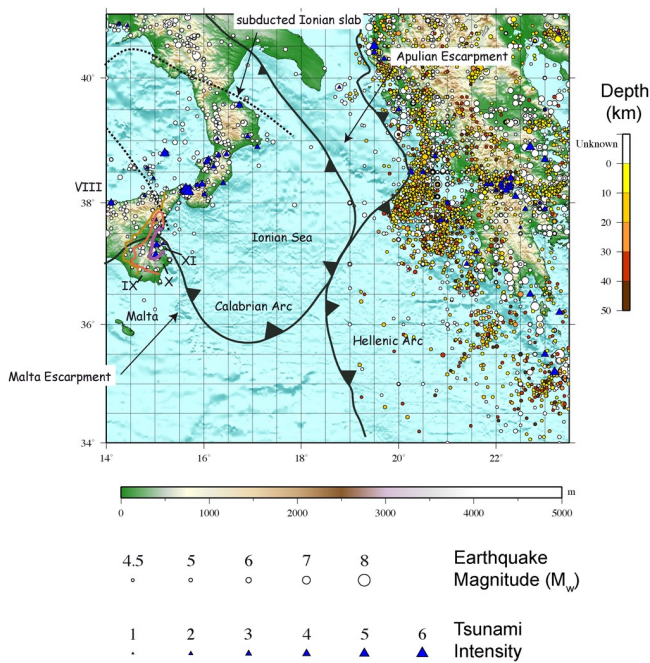 subducted Ionian slab
Apulian Escarpment
40°
38°
36°
34°
VIII
XI
X
IX
Ionian Sea
Calabrian Arc
Malta
Hellenic Arc
Malta Escarpment
14°
16°
18°
20°
22°
Depth
(km)
Unknown
0
10
20
30
40
50
m
0
1000
2000
3000
4000
5000
4.5
5
6
7
8
Earthquake
Magnitude (Mw)
1
2
3
4
5
6
Tsunami
Intensity